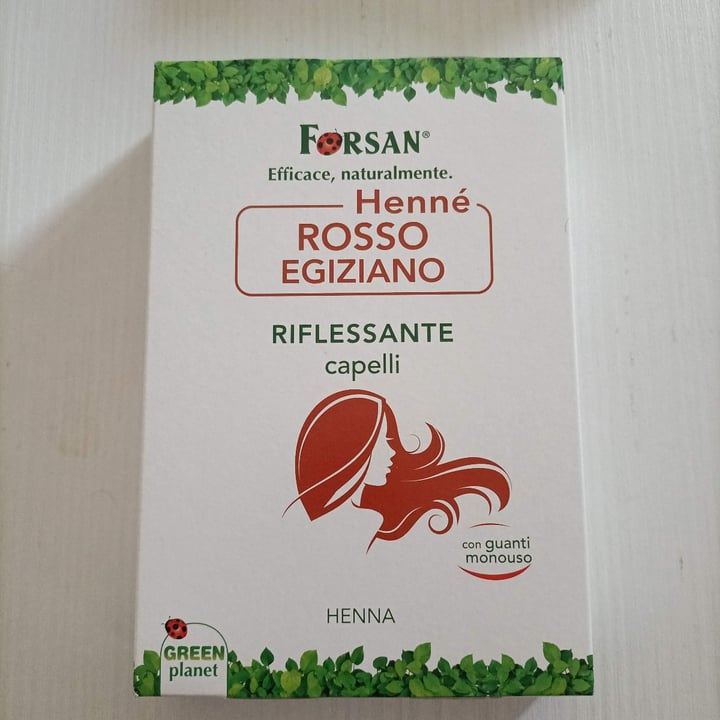 FORSAN®
Efficace, naturalmente.
Henné
ROSSO
EGIZIANO
RIFLESSANTE
capelli
con guanti
monouso
HENNA
GREEN
planet